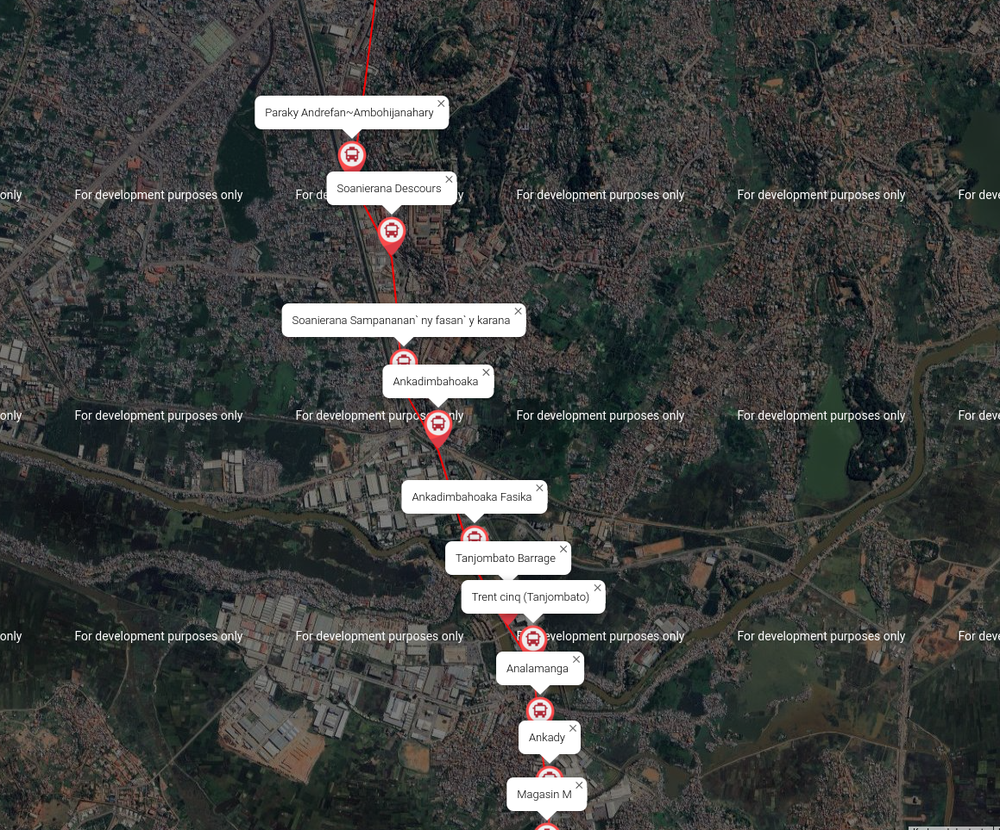 Paraky Andrefan~Ambohijanahary
Soanierana Descours
only
For development purposes only
For de
y
For development purposes only
For development purposes only
For deve
Soanierana Sampananan` ny fasan` y karana
Ankadimbahoaka
only
For development purposes only
For development purposes only
For development purposes only
For development purposes only
For deve
Ankadimbahoaka Fasika
Tanjombato Barrage
Trent cinq (Tanjombato)
only
For development purposes only
For development purposes only
For development purposes only
For development purposes only
For deve
Analamanga
Ankady
Magasin M